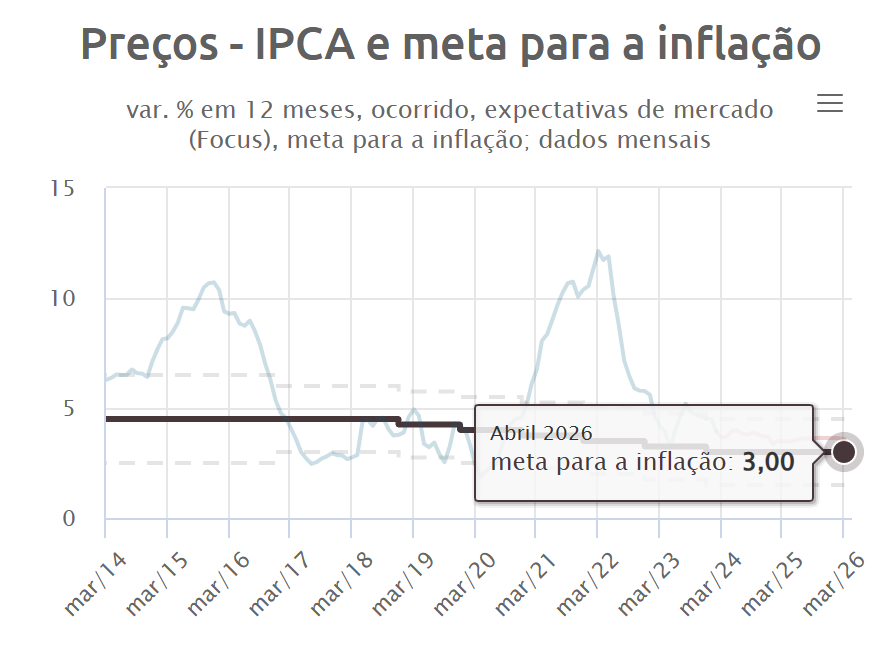 Preços - IPCA e meta para a inflação
var. % em 12 meses, ocorrido, expectativas de mercado
(Focus), meta para a inflação; dados mensais
15
10
5
0
Abril 2026
meta para a inflação: 3,00
mar/14
mar/15
mar/16
mar/17
mar/18
mar/19
mar/20
mar/21
mar/22
mar/23
mar/24
mar/25
mar/26